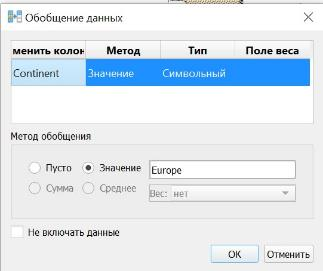 Обобщение данных
менить колон Метод Тип Поле веса
Continent Значение Символьный
Метод обобщения
Пусто Значение Europe
Сумма Среднее Вес: нет
Не включать данные
OK Отменить